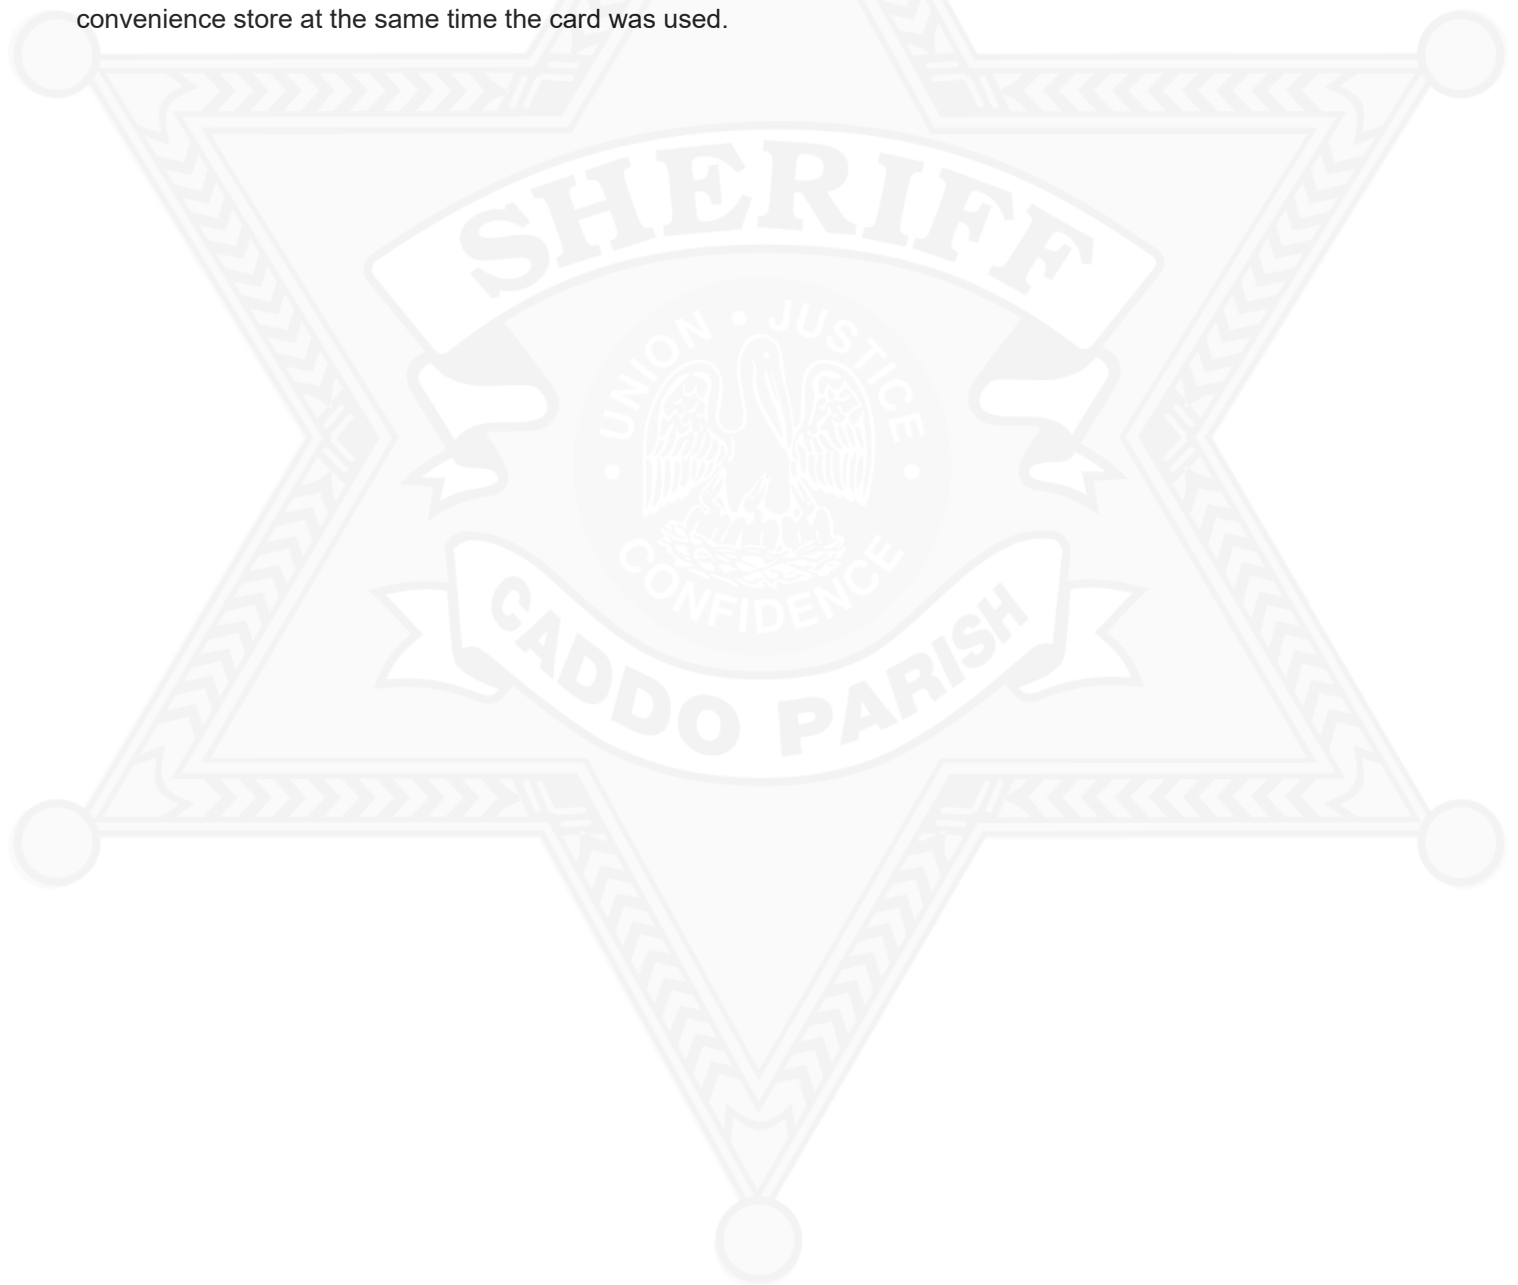 convenience store at the same time the card was used.
SHERIFF
UNION • JUSTICE
CONFIDENCE
CADDO PARISH